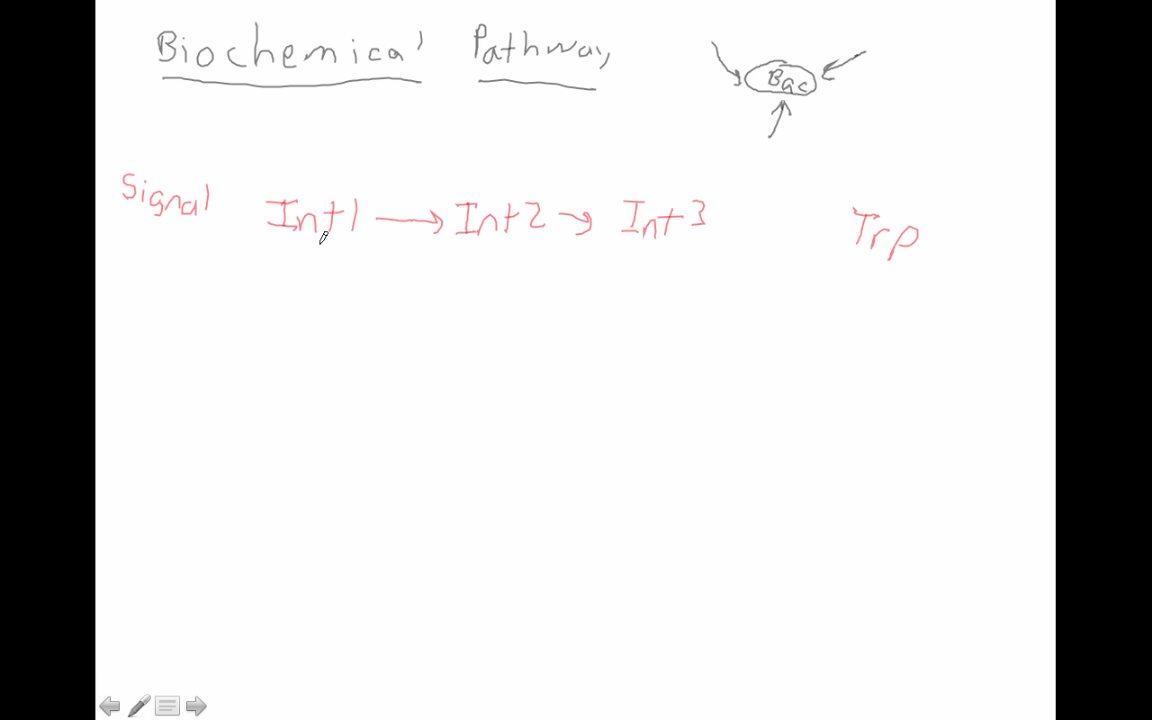 Biochemical Pathway
Bac
Signal Int1 → Int2 → Int3 Trp